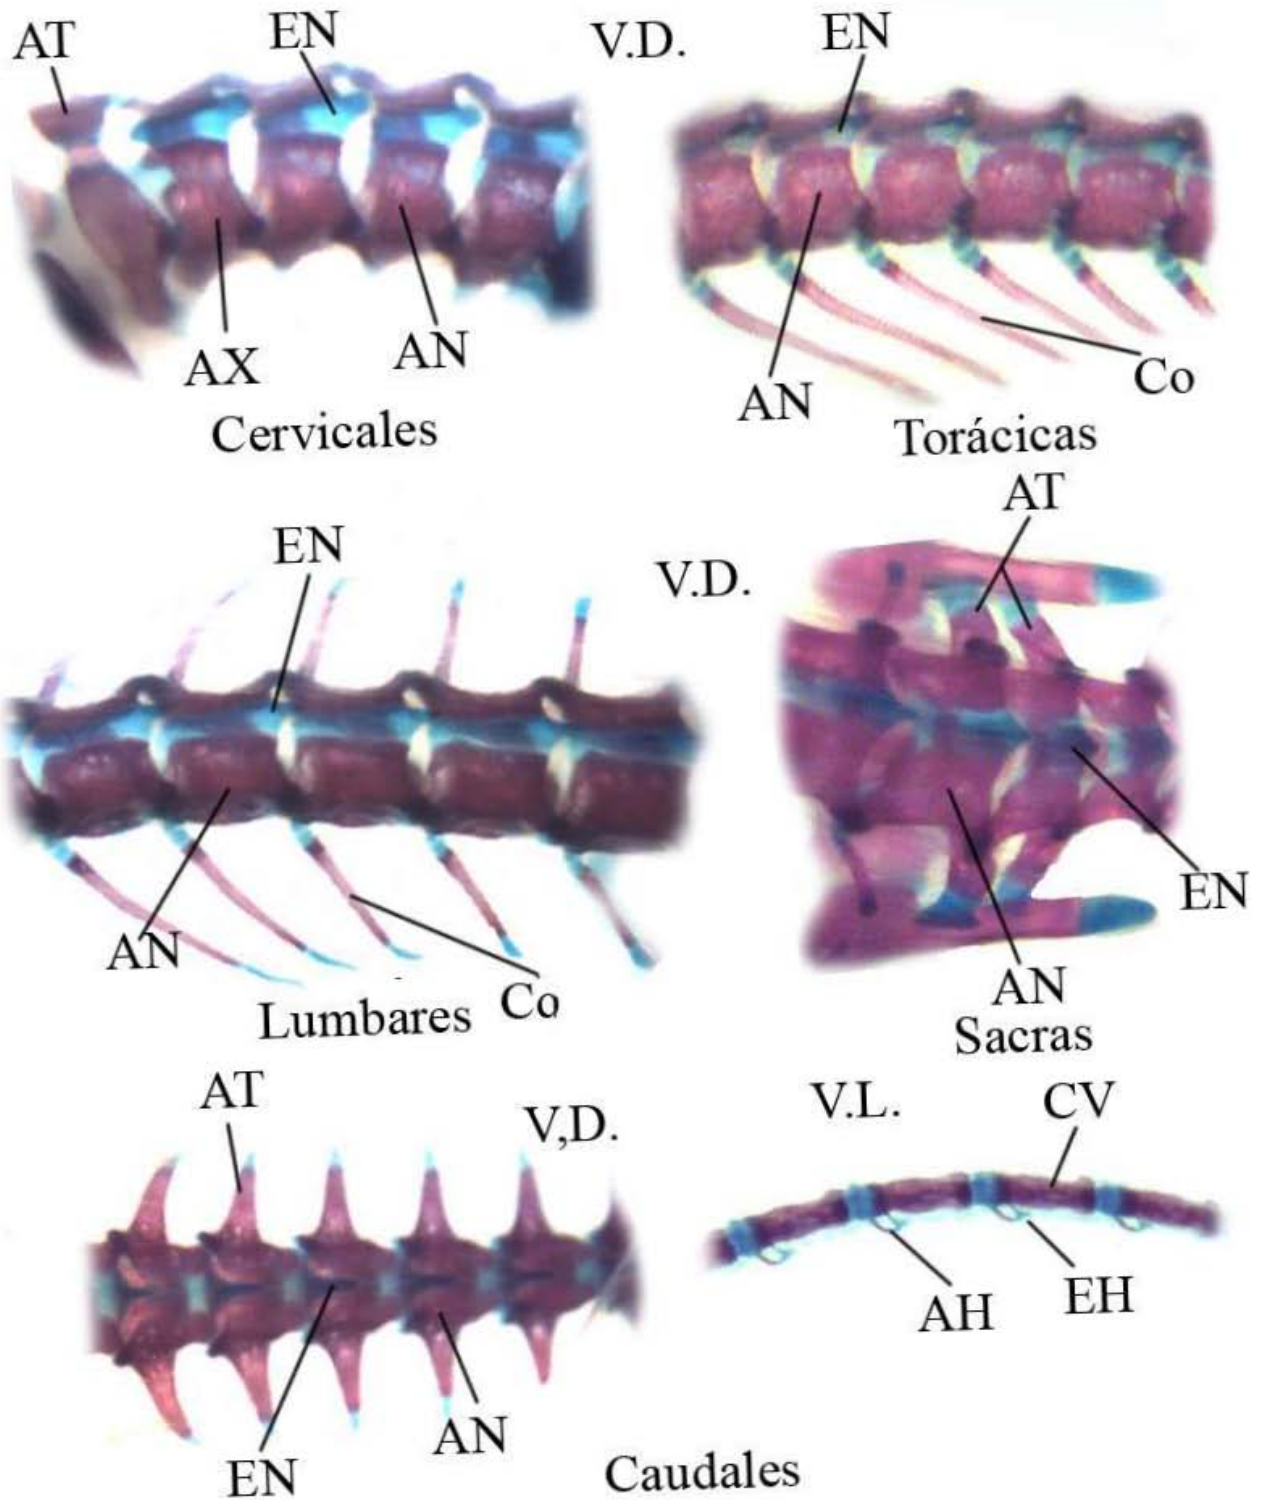 AT
EN
V.D.
EN
AX
AN
Cervicales
AN
Co
Torácicas
EN
V.D.
AT
AN
Co
Lumbares
EN
AN
Sacras
AT
V,D.
V.L.
CV
AH
EH
EN
AN
Caudales